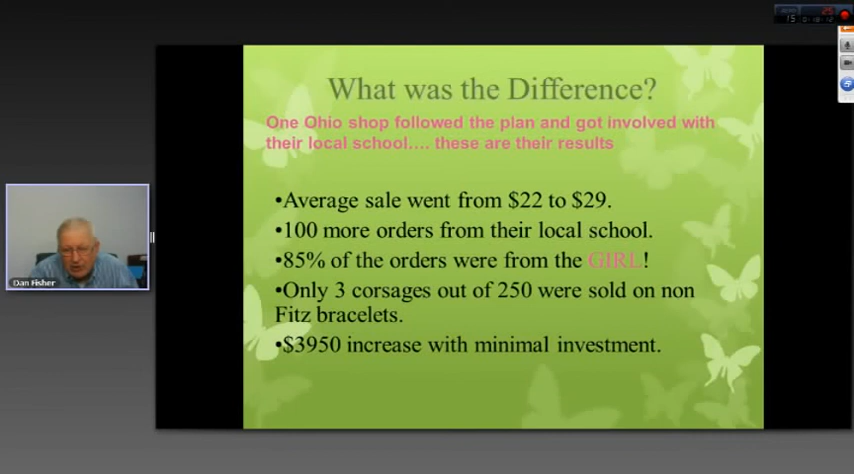 What was the Difference?
One Ohio shop followed the plan and got involved with
their local school.... these are their results
•Average sale went from $22 to $29.
•100 more orders from their local school.
•85% of the orders were from the GIRL!
•Only 3 corsages out of 250 were sold on non
Fitz bracelets.
•$3950 increase with minimal investment.
Dan Fisher